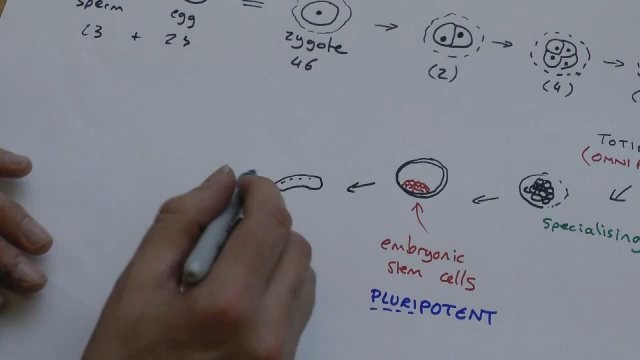 sperm egg = zygote
23 + 23 46
(2) (4)
TOTI
(OMNI
embryonic
stem cells
PLURIPOTENT
specialising